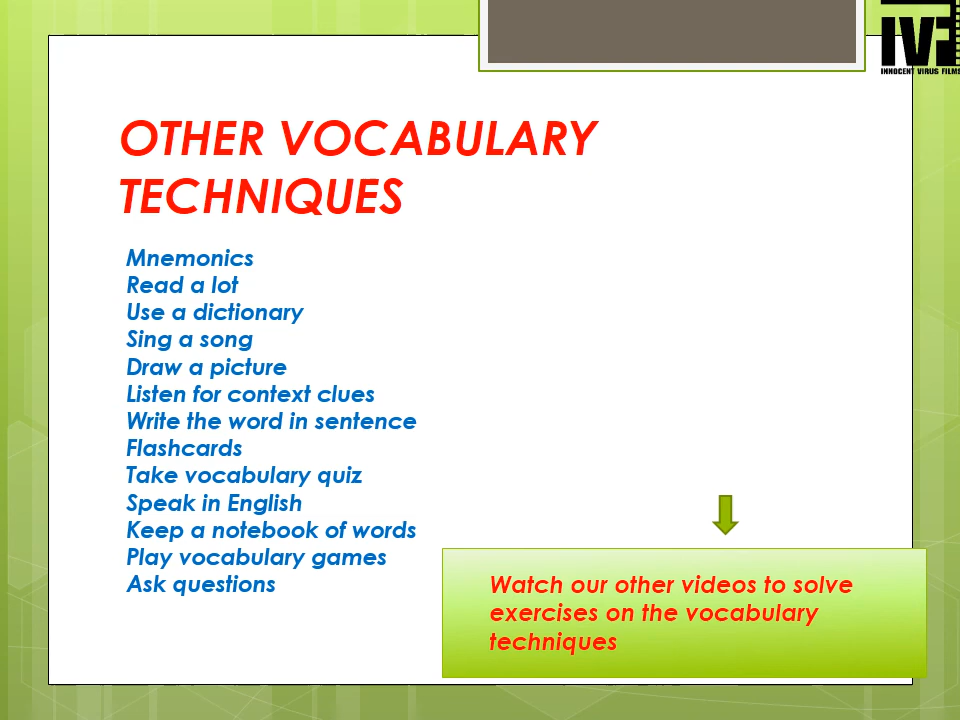 IVF
INNOCENT VIRUS FILMS
OTHER VOCABULARY
TECHNIQUES
Mnemonics
Read a lot
Use a dictionary
Sing a song
Draw a picture
Listen for context clues
Write the word in sentence
Flashcards
Take vocabulary quiz
Speak in English
Keep a notebook of words
Play vocabulary games
Ask questions
Watch our other videos to solve
exercises on the vocabulary
techniques